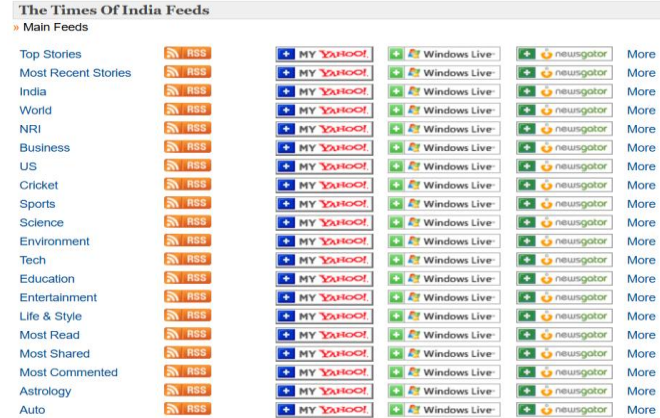 The Times Of India Feeds
» Main Feeds
Top Stories RSS + MY YAHOO! + Windows Live + newsgator More
Most Recent Stories RSS + MY YAHOO! + Windows Live + newsgator More
India RSS + MY YAHOO! + Windows Live + newsgator More
World RSS + MY YAHOO! + Windows Live + newsgator More
NRI RSS + MY YAHOO! + Windows Live + newsgator More
Business RSS + MY YAHOO! + Windows Live + newsgator More
US RSS + MY YAHOO! + Windows Live + newsgator More
Cricket RSS + MY YAHOO! + Windows Live + newsgator More
Sports RSS + MY YAHOO! + Windows Live + newsgator More
Science RSS + MY YAHOO! + Windows Live + newsgator More
Environment RSS + MY YAHOO! + Windows Live + newsgator More
Tech RSS + MY YAHOO! + Windows Live + newsgator More
Education RSS + MY YAHOO! + Windows Live + newsgator More
Entertainment RSS + MY YAHOO! + Windows Live + newsgator More
Life & Style RSS + MY YAHOO! + Windows Live + newsgator More
Most Read RSS + MY YAHOO! + Windows Live + newsgator More
Most Shared RSS + MY YAHOO! + Windows Live + newsgator More
Most Commented RSS + MY YAHOO! + Windows Live + newsgator More
Astrology RSS + MY YAHOO! + Windows Live + newsgator More
Auto RSS + MY YAHOO! + Windows Live + newsgator More